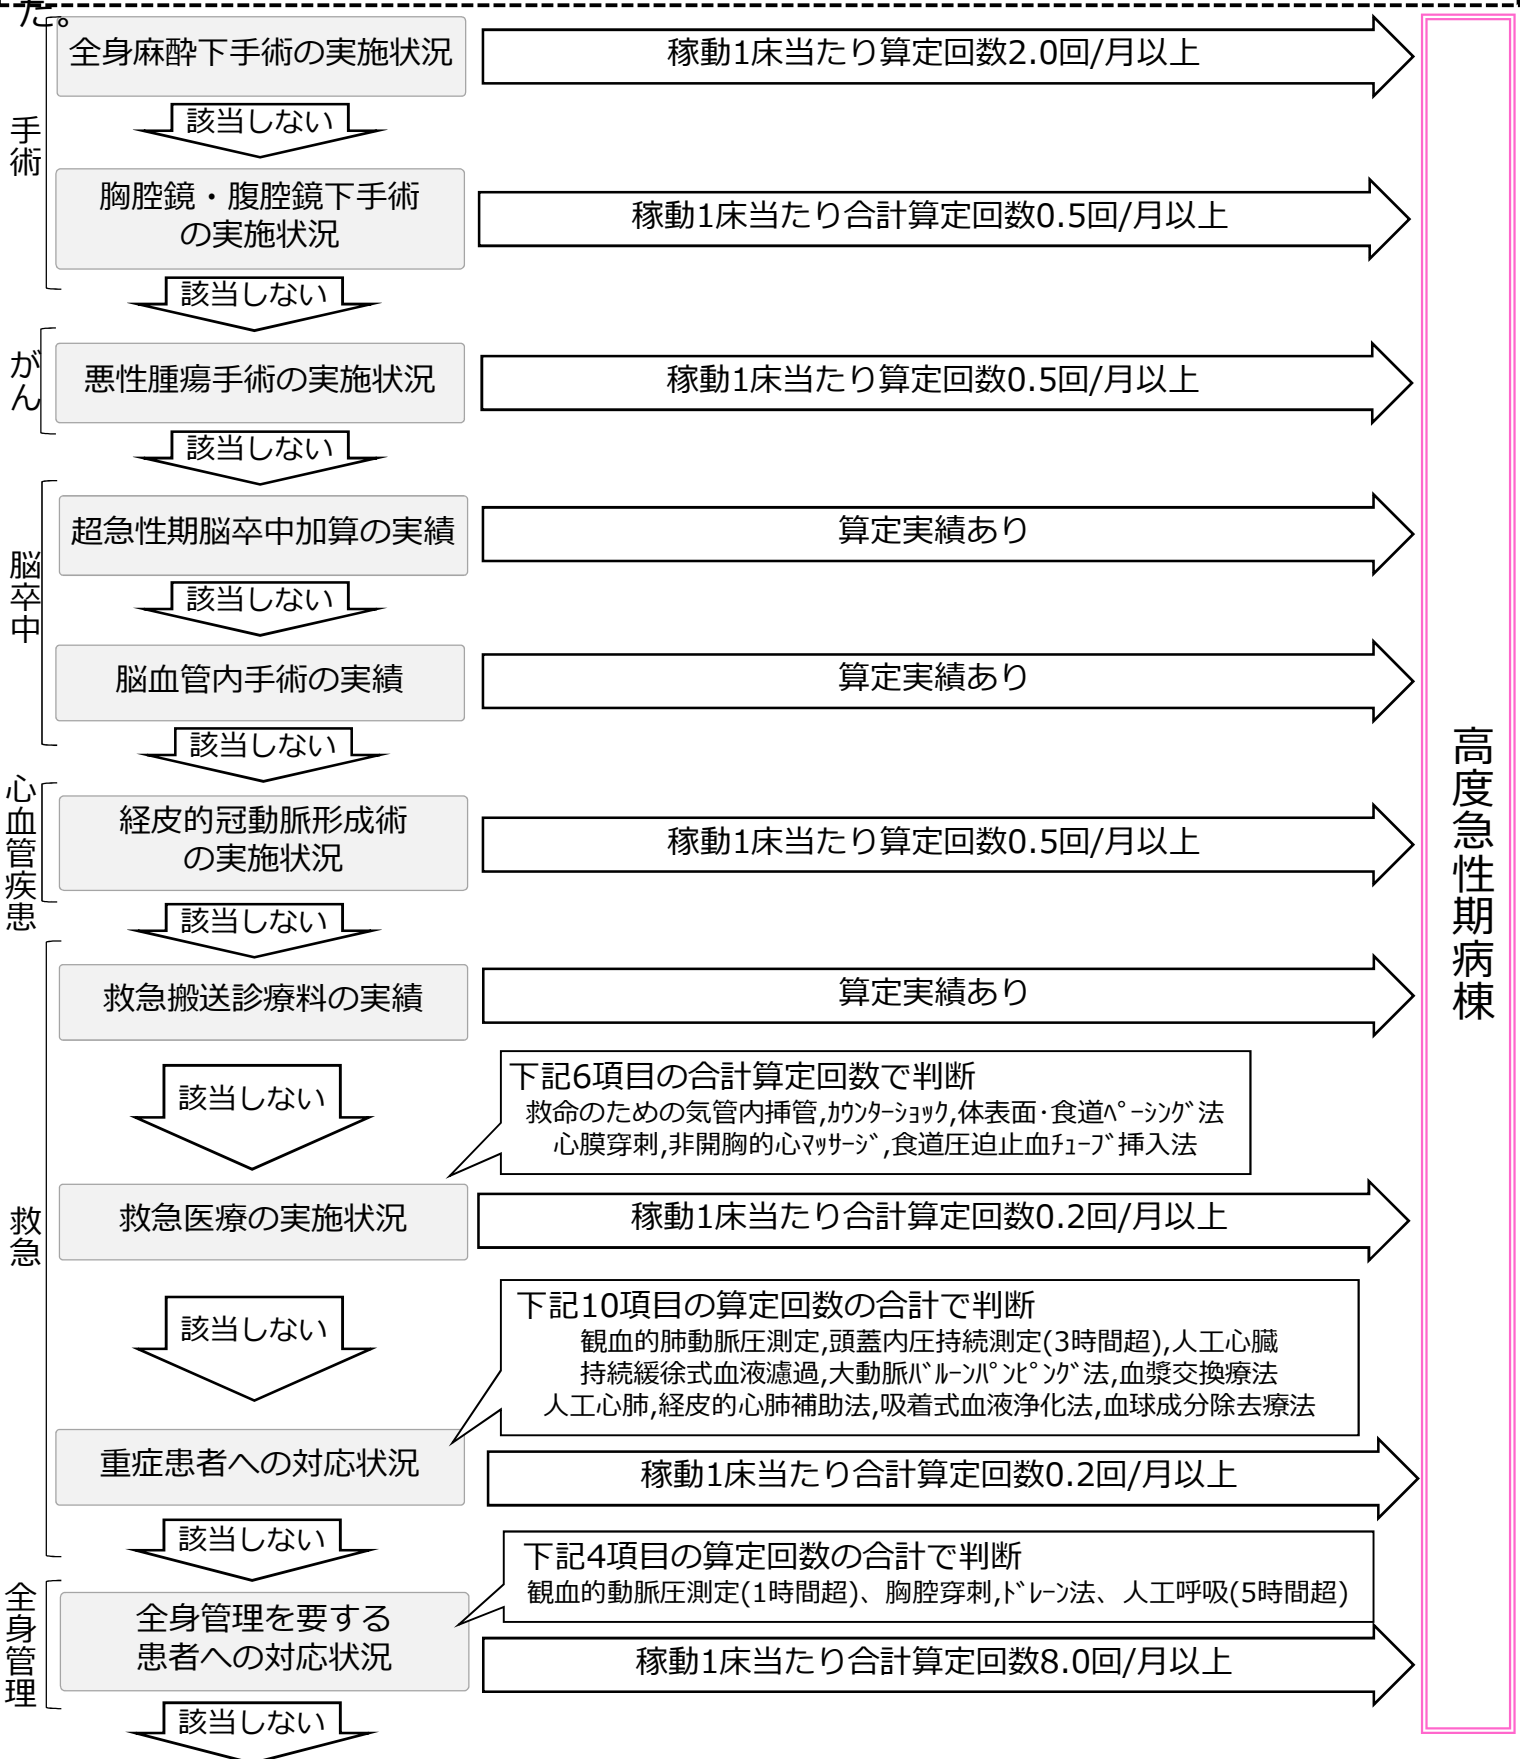 た。
手術
全身麻酔下手術の実施状況
稼動1床当たり算定回数2.0回/月以上
該当しない
胸腔鏡・腹腔鏡下手術
の実施状況
稼動1床当たり合計算定回数0.5回/月以上
該当しない
がん
悪性腫瘍手術の実施状況
稼動1床当たり算定回数0.5回/月以上
該当しない
脳卒中
超急性期脳卒中加算の実績
算定実績あり
該当しない
脳血管内手術の実績
算定実績あり
該当しない
心血管疾患
経皮的冠動脈形成術
の実施状況
稼動1床当たり算定回数0.5回/月以上
該当しない
救急
救急搬送診療料の実績
算定実績あり
該当しない
下記6項目の合計算定回数で判断
救命のための気管内挿管,ｶｳﾝﾀｰｼｮｯｸ,体表面･食道ﾍﾟｰｼﾝｸﾞ法
心膜穿刺,非開胸的心ﾏｯｻｰｼﾞ,食道圧迫止血ﾁｭｰﾌﾞ挿入法
救急医療の実施状況
稼動1床当たり合計算定回数0.2回/月以上
該当しない
下記10項目の算定回数の合計で判断
観血的肺動脈圧測定,頭蓋内圧持続測定(3時間超),人工心臓
持続緩徐式血液濾過,大動脈ﾊﾞﾙｰﾝﾊﾟﾝﾋﾟﾝｸﾞ法,血漿交換療法
人工心肺,経皮的心肺補助法,吸着式血液浄化法,血球成分除去療法
重症患者への対応状況
稼動1床当たり合計算定回数0.2回/月以上
該当しない
下記4項目の算定回数の合計で判断
観血的動脈圧測定(1時間超)、胸腔穿刺,ﾄﾞﾚｰﾝ法、人工呼吸(5時間超)
全身管理
全身管理を要する
患者への対応状況
稼動1床当たり合計算定回数8.0回/月以上
該当しない
高度急性期病棟